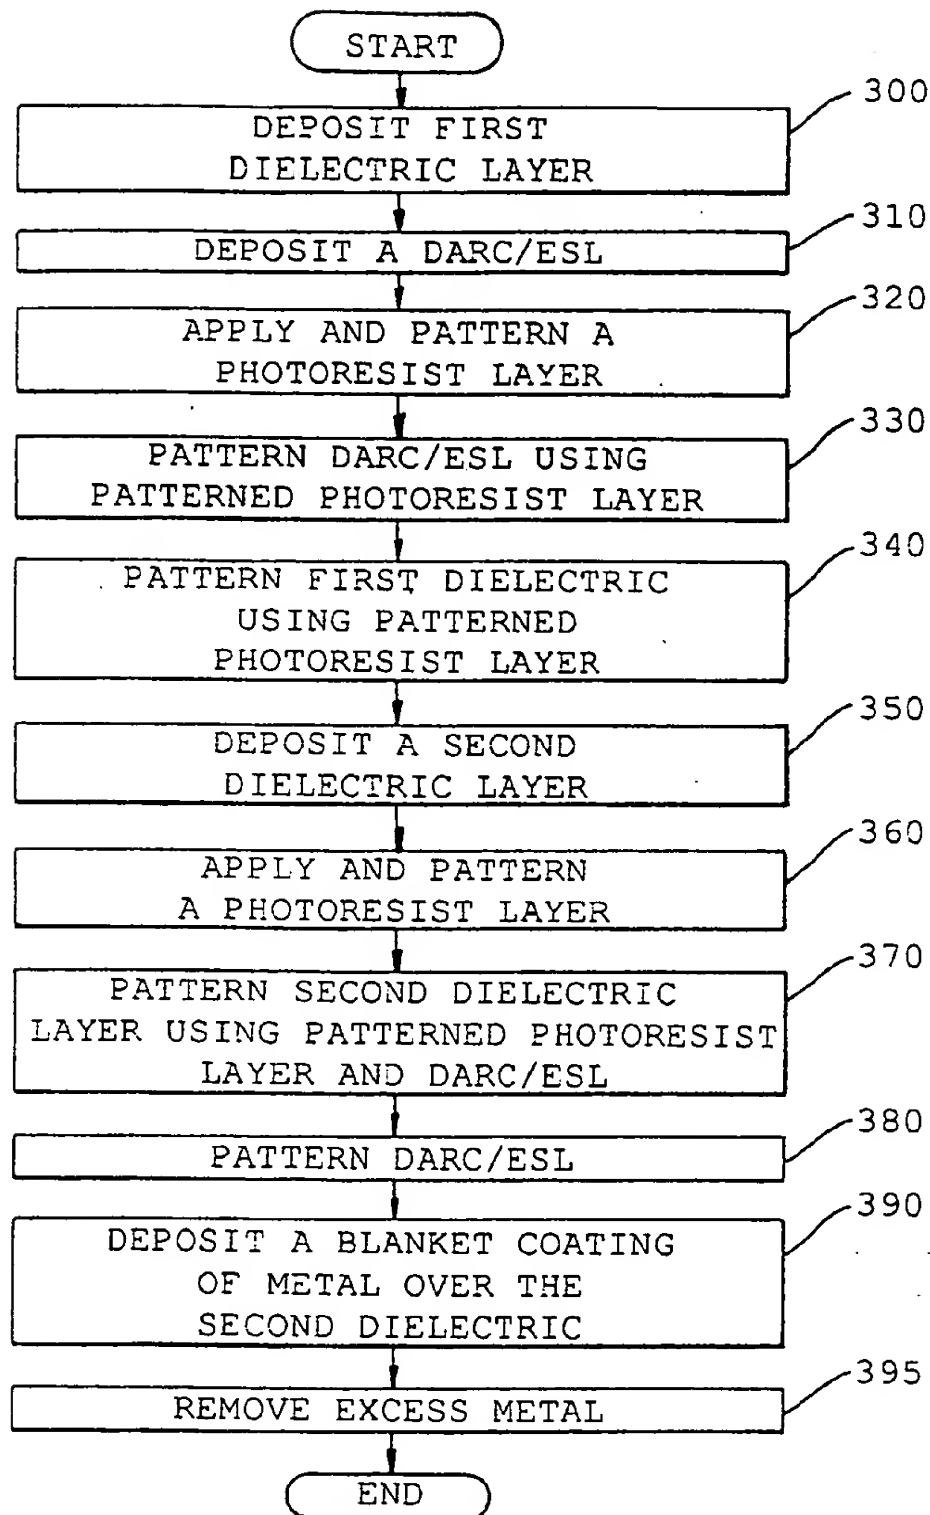 START
300
DEPOSIT FIRST
DIELECTRIC LAYER
310
DEPOSIT A DARC/ESL
320
APPLY AND PATTERN A
PHOTORESIST LAYER
330
PATTERN DARC/ESL USING
PATTERNED PHOTORESIST LAYER
340
PATTERN FIRST DIELECTRIC
USING PATTERNED
PHOTORESIST LAYER
350
DEPOSIT A SECOND
DIELECTRIC LAYER
360
APPLY AND PATTERN
A PHOTORESIST LAYER
370
PATTERN SECOND DIELECTRIC
LAYER USING PATTERNED PHOTORESIST
LAYER AND DARC/ESL
380
PATTERN DARC/ESL
390
DEPOSIT A BLANKET COATING
OF METAL OVER THE
SECOND DIELECTRIC
395
REMOVE EXCESS METAL
END